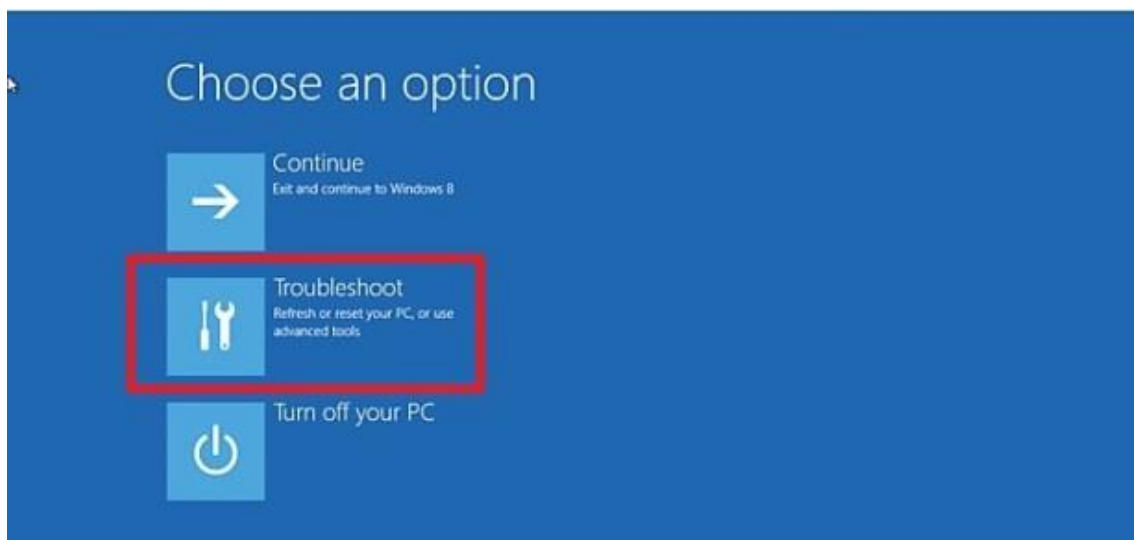 Choose an option
Continue
Exit and continue to Windows 8
Troubleshoot
Refresh or reset your PC, or use
advanced tools
Turn off your PC